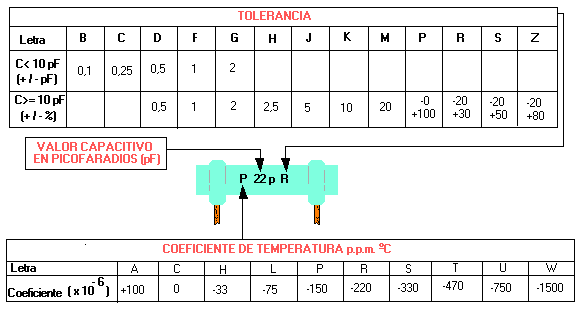 TOLERANCIA
Letra B C D F G H J K M P R S Z
C< 10 pF (+ / - pF) 0,1 0,25 0,5 1 2
C>= 10 pF (+ / - %) 0,5 1 2 2,5 5 10 20 -0 +100 -20 +30 -20 +50 -20 +80
VALOR CAPACITIVO
EN PICOFARADIOS (pF)
P 22 p R
COEFICIENTE DE TEMPERATURA p.p.m. ºC
Letra A C H L P R S T U W
Coeficiente (x 10-6) +100 0 -33 -75 -150 -220 -330 -470 -750 -1500